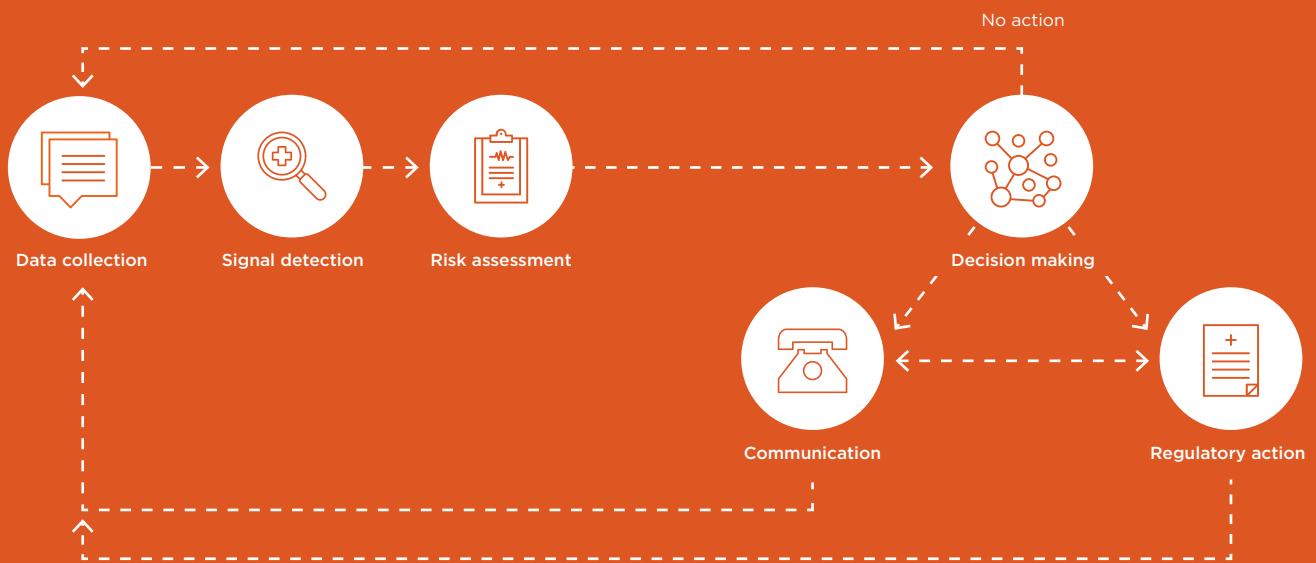 No action
Data collection
Signal detection
Risk assessment
Decision making
Communication
Regulatory action